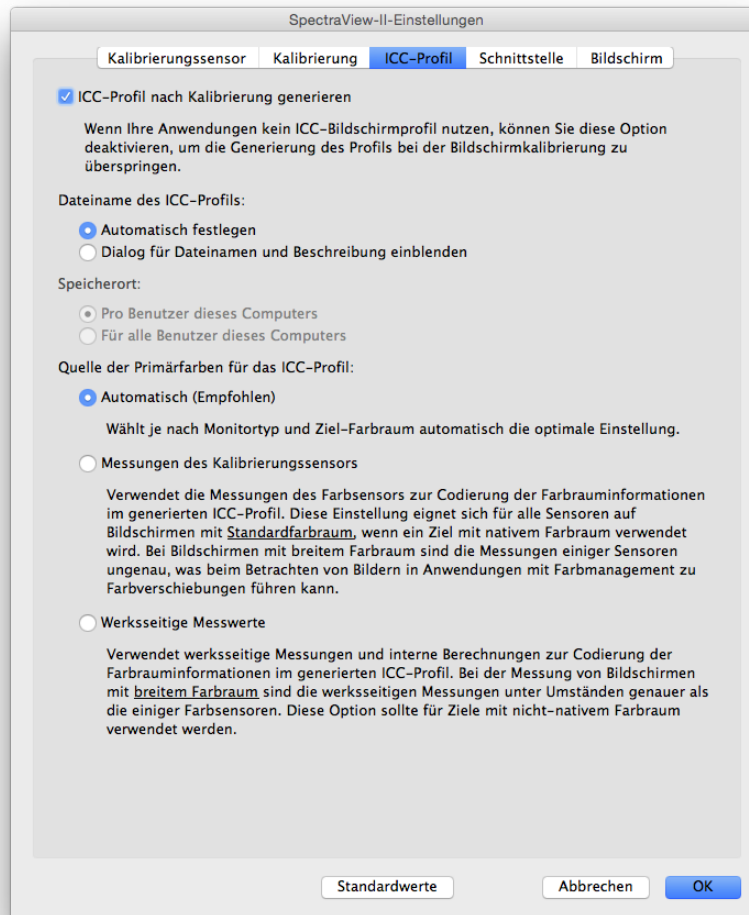 SpectraView-II-Einstellungen
Kalibrierungssensor Kalibrierung ICC-Profil Schnittstelle Bildschirm
ICC-Profil nach Kalibrierung generieren
Wenn Ihre Anwendungen kein ICC-Bildschirmprofil nutzen, können Sie diese Option
deaktivieren, um die Generierung des Profils bei der Bildschirmkalibrierung zu
überspringen.
Dateiname des ICC-Profils:
Automatisch festlegen
Dialog für Dateinamen und Beschreibung einblenden
Speicherort:
Pro Benutzer dieses Computers
Für alle Benutzer dieses Computers
Quelle der Primärfarben für das ICC-Profil:
Automatisch (Empfohlen)
Wählt je nach Monitortyp und Ziel-Farbraum automatisch die optimale Einstellung.
Messungen des Kalibrierungssensors
Verwendet die Messungen des Farbsensors zur Codierung der Farbrauminformationen
im generierten ICC-Profil. Diese Einstellung eignet sich für alle Sensoren auf
Bildschirmen mit Standardfarbraum, wenn ein Ziel mit nativem Farbraum verwendet
wird. Bei Bildschirmen mit breitem Farbraum sind die Messungen einiger Sensoren
ungenau, was beim Betrachten von Bildern in Anwendungen mit Farbmanagement zu
Farbverschiebungen führen kann.
Werksseitige Messwerte
Verwendet werksseitige Messungen und interne Berechnungen zur Codierung der
Farbrauminformationen im generierten ICC-Profil. Bei der Messung von Bildschirmen
mit breitem Farbraum sind die werksseitigen Messungen unter Umständen genauer als
die einiger Farbsensoren. Diese Option sollte für Ziele mit nicht-nativem Farbraum
verwendet werden.
Standardwerte Abbrechen OK